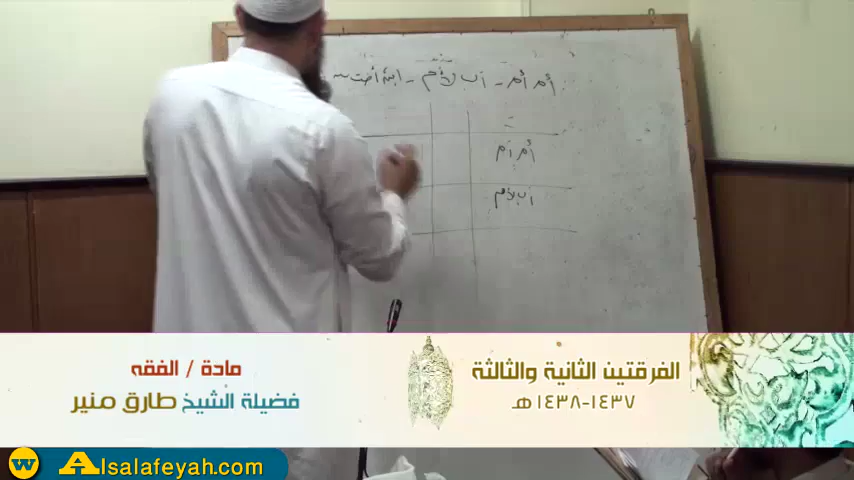 أم أم - أب لأم - ابنة أخت
ت
أم أم
أب لأم
الفرقتين الثانية والثالثة
١٤٣٧-١٤٣٨هـ
مادة / الفقه
فضيلة الشيخ طارق منير
W Alsalafeyah.com